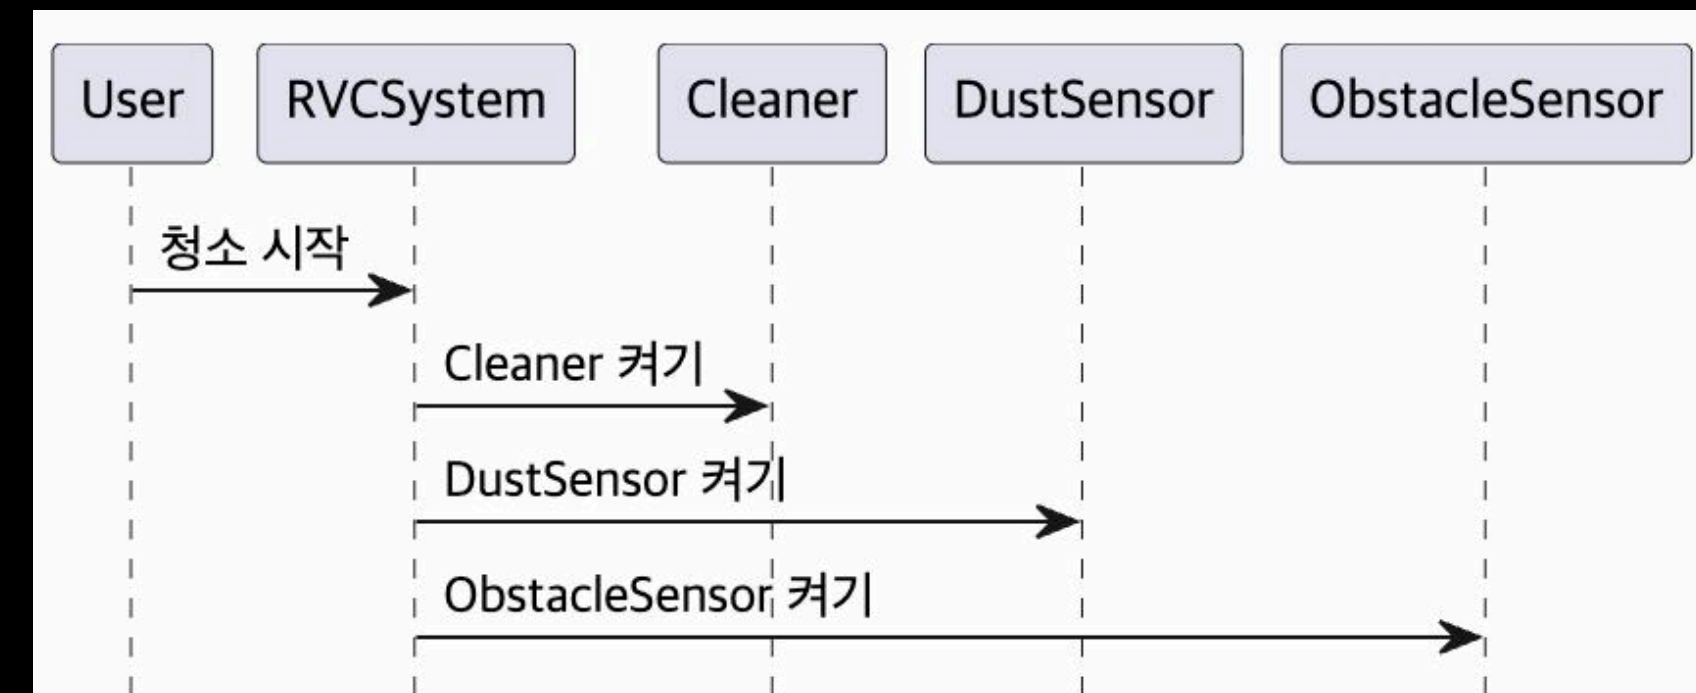 User RVCSystem Cleaner DustSensor ObstacleSensor
청소 시작
Cleaner 켜기
DustSensor 켜기
ObstacleSensor 켜기